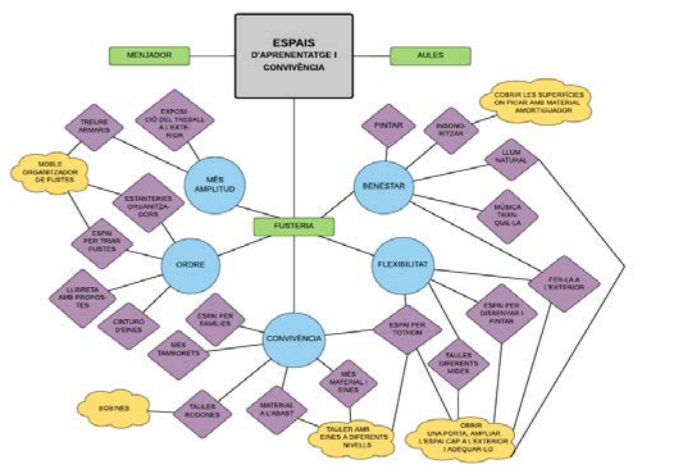 ESPAIS
D'APRENENTATGE I
CONVIVÈNCIA
MENJADOR
AULES
COBRIR LES SUPERFÍCIES
ON PICAR AMB MATERIAL
AMORTIGUADOR
EXPOSI-
CIÓ DEL TREBALL
A L'EXTE-
RIOR
TREURE
ARMARIS
PINTAR
INSONO-
RITZAR
LLUM
NATURAL
MOBLE
ORGANITZADOR
DE FUSTES
MÉS
AMPLITUD
BENESTAR
ESTANTERIES
ORGANITZA-
DORS
MÚSICA
TRAN-
QUIL·LA
FUSTERIA
ESPAI
PER TRIAR
FUSTES
ORDRE
FLEXIBILITAT
FER-LA A
L'EXTERIOR
LLIBRETA
AMB PROPOS-
TES
CINTURÓ
D'EINES
ESPAI PER
FAMÍLIES
ESPAI PER
DISSENYAR I
PINTAR
CONVIVÈNCIA
ESPAI PER
TOTHOM
MÉS
TAMBORETS
TAULES
DIFERENTS
MIDES
MÉS
MATERIAL I
EINES
BOBINES
TAULES
RODONES
MATERIAL
A L'ABAST
TAULER AMB
EINES A DIFERENTS
NIVELLS
OBRIR
UNA PORTA, AMPLIAR
L'ESPAI CAP A L'EXTERIOR
I ADEQUAR-LO